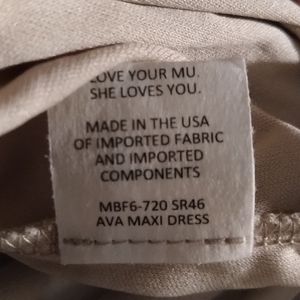 LOVE YOUR MU.
SHE LOVES YOU.
MADE IN THE USA
OF IMPORTED FABRIC
AND IMPORTED
COMPONENTS
MBF6-720 SR46
AVA MAXI DRESS